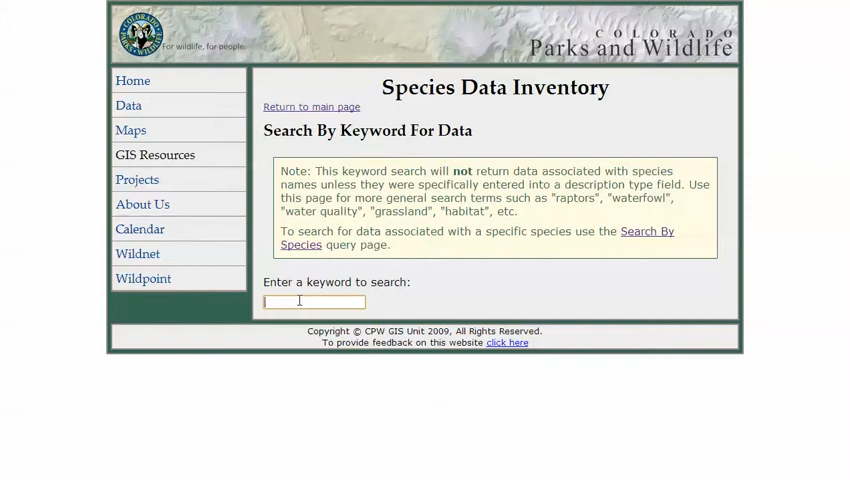 COLORADO
PARKS
WILDLIFE
For wildlife, for people.
COLORADO
Parks and Wildlife
Home
Data
Maps
GIS Resources
Projects
About Us
Calendar
Wildnet
Wildpoint
Species Data Inventory
Return to main page
Search By Keyword For Data
Note: This keyword search will not return data associated with species
names unless they were specifically entered into a description type field. Use
this page for more general search terms such as "raptors", "waterfowl",
"water quality", "grassland", "habitat", etc.
To search for data associated with a specific species use the Search By
Species query page.
Enter a keyword to search:
Copyright © CPW GIS Unit 2009, All Rights Reserved.
To provide feedback on this website click here